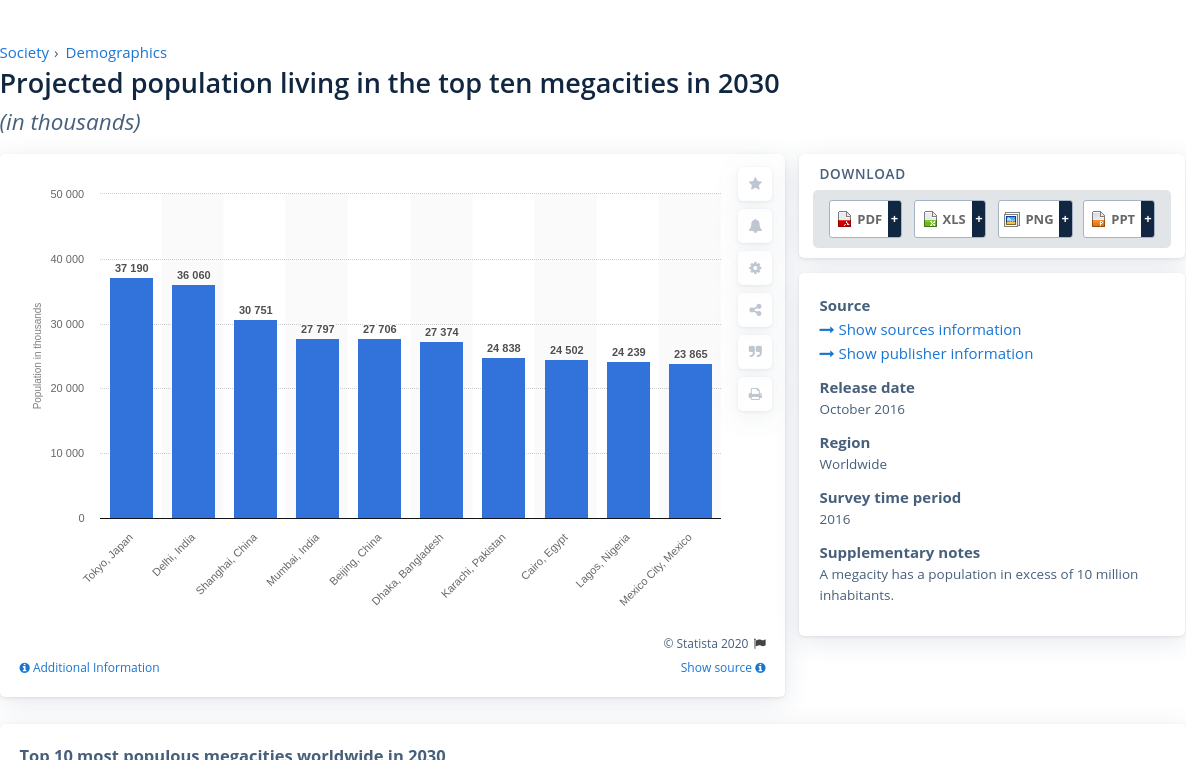 Society › Demographics
Projected population living in the top ten megacities in 2030
(in thousands)
50 000
40 000
30 000
20 000
10 000
0
Population in thousands
37 190
36 060
30 751
27 797
27 706
27 374
24 838
24 502
24 239
23 865
Tokyo, Japan
Delhi, India
Shanghai, China
Mumbai, India
Beijing, China
Dhaka, Bangladesh
Karachi, Pakistan
Cairo, Egypt
Lagos, Nigeria
Mexico City, Mexico
© Statista 2020
Additional Information
Show source
DOWNLOAD
PDF +
XLS +
PNG +
PPT +
Source
Show sources information
Show publisher information
Release date
October 2016
Region
Worldwide
Survey time period
2016
Supplementary notes
A megacity has a population in excess of 10 million
inhabitants.
Top 10 most populous megacities worldwide in 2030